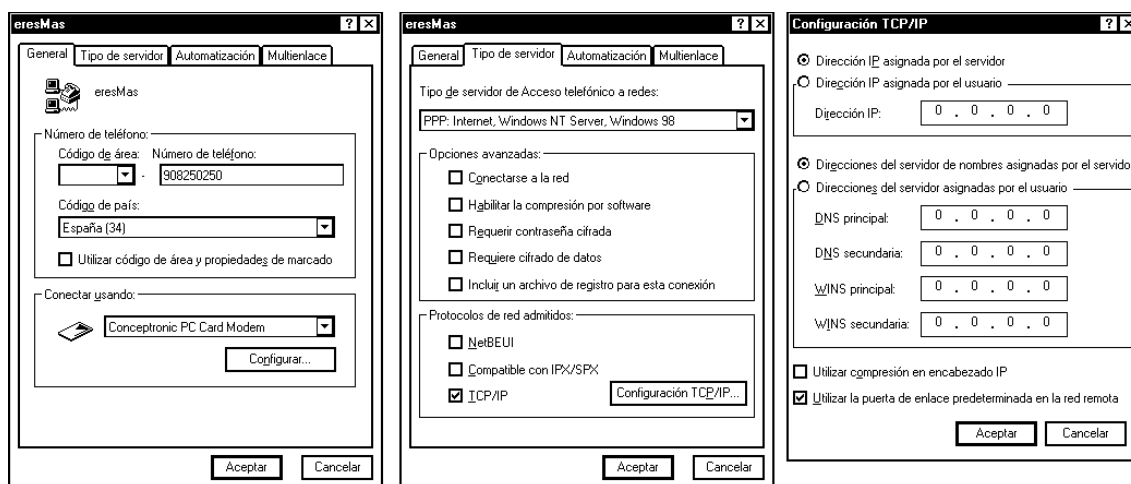 eresMas
General Tipo de servidor Automatización Multienlace
eresMas
Número de teléfono:
Código de área: Número de teléfono:
- 908250250
Código de país:
España (34)
Utilizar código de área y propiedades de marcado
Conectar usando:
Conceptronic PC Card Modem
Configurar...
Aceptar Cancelar
eresMas
General Tipo de servidor Automatización Multienlace
Tipo de servidor de Acceso telefónico a redes:
PPP: Internet, Windows NT Server, Windows 98
Opciones avanzadas:
Conectarse a la red
Habilitar la compresión por software
Requerir contraseña cifrada
Requiere cifrado de datos
Incluir un archivo de registro para esta conexión
Protocolos de red admitidos:
NetBEUI
Compatible con IPX/SPX
TCP/IP Configuración TCP/IP...
Aceptar Cancelar
Configuración TCP/IP
Dirección IP asignada por el servidor
Dirección IP asignada por el usuario
Dirección IP: 0 . 0 . 0 . 0
Direcciones del servidor de nombres asignadas por el servido
Direcciones del servidor asignadas por el usuario
DNS principal: 0 . 0 . 0 . 0
DNS secundaria: 0 . 0 . 0 . 0
WINS principal: 0 . 0 . 0 . 0
WINS secundaria: 0 . 0 . 0 . 0
Utilizar compresión en encabezado IP
Utilizar la puerta de enlace predeterminada en la red remota
Aceptar Cancelar